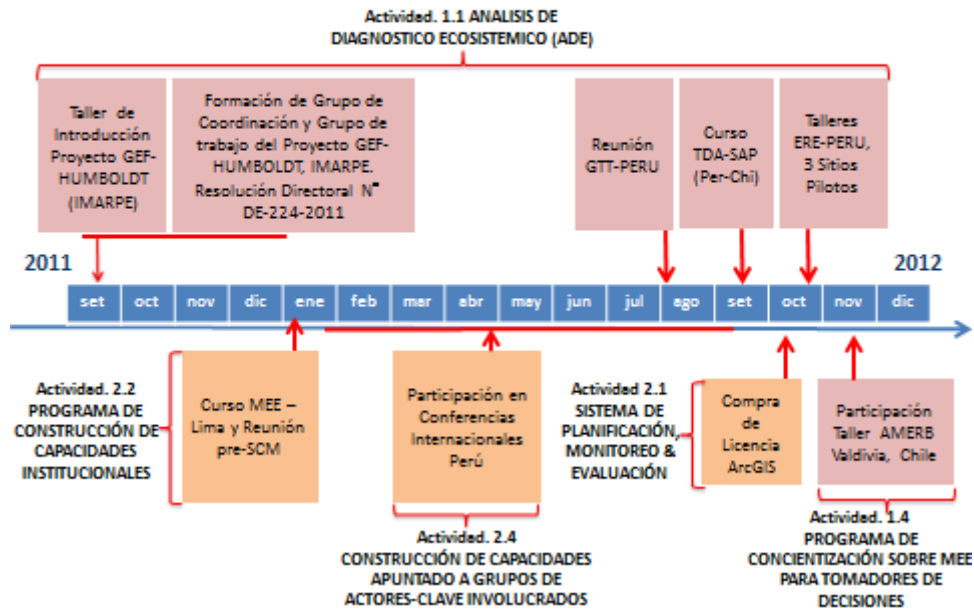 Actividad. 1.1 ANALISIS DE
DIAGNOSTICO ECOSISTEMICO (ADE)
Taller de
Introducción
Proyecto GEF-
HUMBOLDT
(IMARPE)
Formación de Grupo de
Coordinación y Grupo de
trabajo del Proyecto GEF-
HUMBOLDT, IMARPE.
Resolución Directoral N°
DE-224-2011
Reunión
GTT-PERU
Curso
TDA-SAP
(Per-Chi)
Talleres
ERE-PERU,
3 Sitios
Pilotos
2011
2012
set oct nov dic ene feb mar abr may jun jul ago set oct nov dic
Actividad. 2.2
PROGRAMA DE
CONSTRUCCIÓN DE
CAPACIDADES
INSTITUCIONALES
Curso MEE –
Lima y Reunión
pre-SCM
Participación en
Conferencias
Internacionales
Perú
Actividad. 2.4
CONSTRUCCIÓN DE CAPACIDADES
APUNTADO A GRUPOS DE
ACTORES-CLAVE INVOLUCRADOS
Actividad 2.1
SISTEMA DE
PLANIFICACIÓN,
MONITOREO &
EVALUACIÓN
Compra
de
Licencia
ArcGIS
Participación
Taller AMERB
Valdivia, Chile
Actividad. 1.4
PROGRAMA DE
CONCIENTIZACIÓN SOBRE MEE
PARA TOMADORES DE
DECISIONES